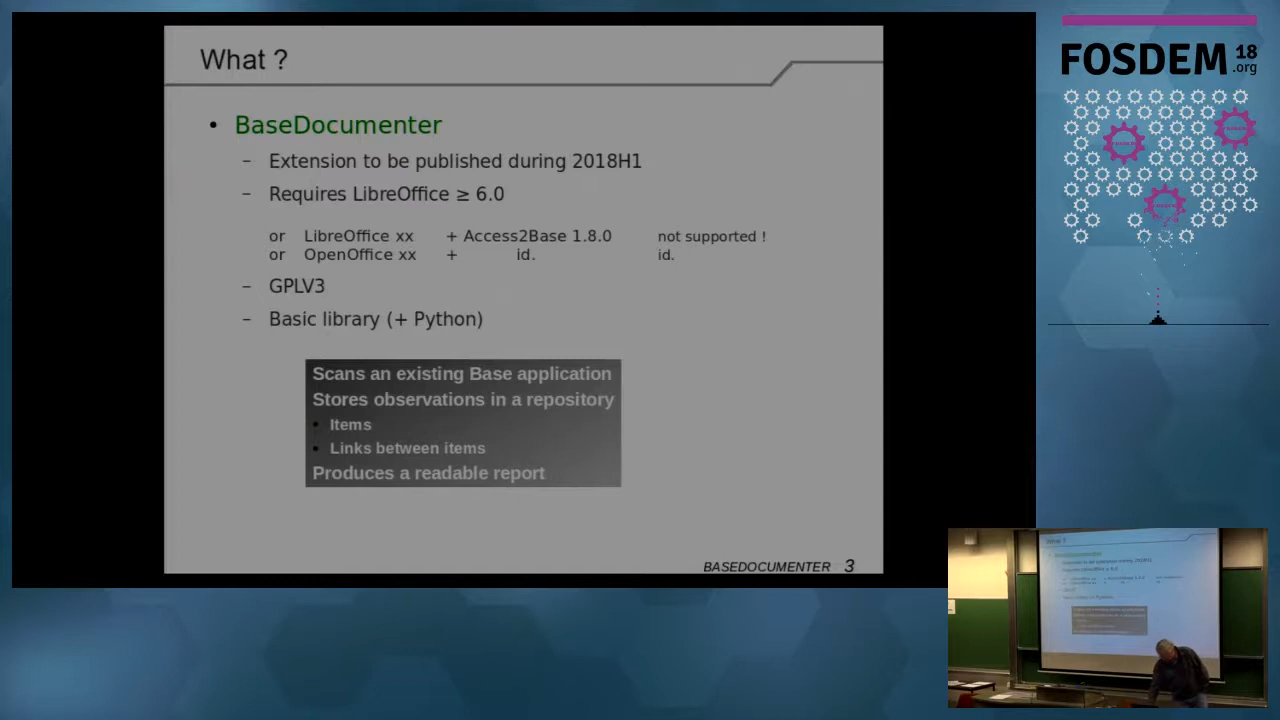 What ?
• BaseDocumenter
– Extension to be published during 2018H1
– Requires LibreOffice ≥ 6.0
or LibreOffice xx + Access2Base 1.8.0 not supported !
or OpenOffice xx + id. id.
– GPLV3
– Basic library (+ Python)
Scans an existing Base application
Stores observations in a repository
• Items
• Links between items
Produces a readable report
BASEDOCUMENTER 3
FOSDEM 18
.org
What ?